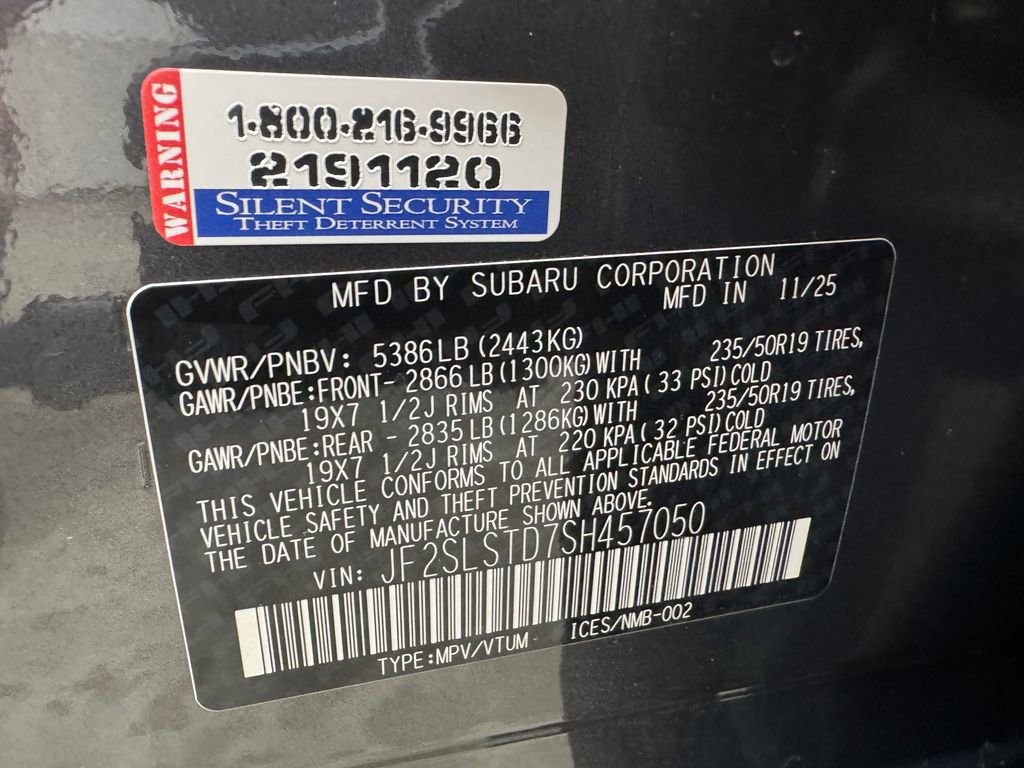 WARNING
1-800-216-9966
2191120
SILENT SECURITY
THEFT DETERRENT SYSTEM
MFD BY SUBARU CORPORATION
MFD IN 11/25
GVWR/PNBV: 5386LB(2443KG)
GAWR/PNBE:FRONT- 2866LB(1300KG)WITH 235/50R19 TIRES,
19X7 1/2J RIMS AT 230 KPA( 33 PSI)COLD
GAWR/PNBE:REAR - 2835LB(1286KG)WITH 235/50R19 TIRES,
19X7 1/2J RIMS AT 220 KPA( 32 PSI)COLD
THIS VEHICLE CONFORMS TO ALL APPLICABLE FEDERAL MOTOR
VEHICLE SAFETY AND THEFT PREVENTION STANDARDS IN EFFECT ON
THE DATE OF MANUFACTURE SHOWN ABOVE.
VIN: JF2SLSTD7SH457050
TYPE:MPV/VTUM ICES/NMB-002